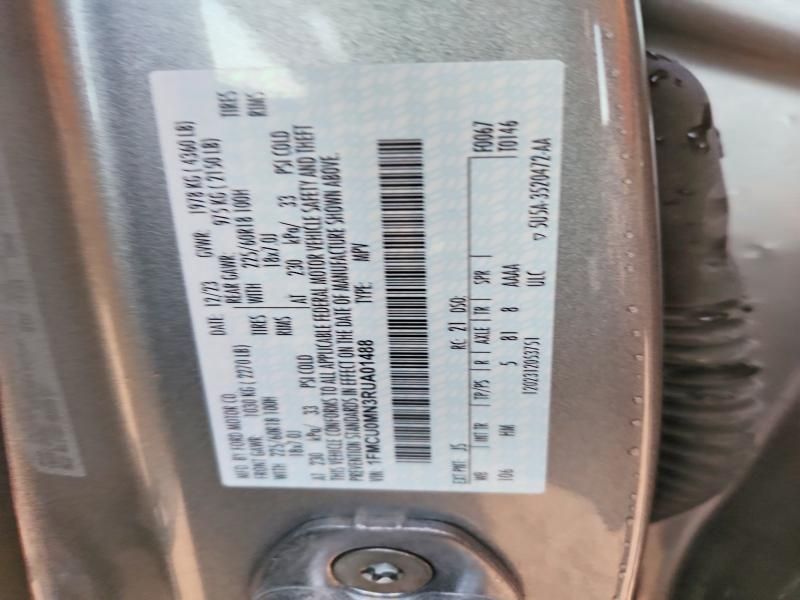 MFD. BY FORD MOTOR CO.
DATE: 12/23 GVWR: 1978 KG ( 4360 LB)
FRONT GAWR: 1030 KG ( 2270 LB) REAR GAWR: 975 KG ( 2150 LB)
WITH 225/60R18 100H TIRES WITH 225/60R18 100H TIRES
18x7.0J RIMS 18x7.0J RIMS
AT 230 kPa/ 33 PSI COLD AT 230 kPa/ 33 PSI COLD
THIS VEHICLE CONFORMS TO ALL APPLICABLE FEDERAL MOTOR VEHICLE SAFETY AND THEFT
PREVENTION STANDARDS IN EFFECT ON THE DATE OF MANUFACTURE SHOWN ABOVE.
VIN: 1FMCU0MN3RUA01488 TYPE: MPV
F0067
EXT PNT: JS RC: 21 DSO: T0146
WB INT TR TP/PS R AXLE TR SPR
106 HM 5 81 8 AAAA
1202312053751 ULC
5U5A-3520472-AA